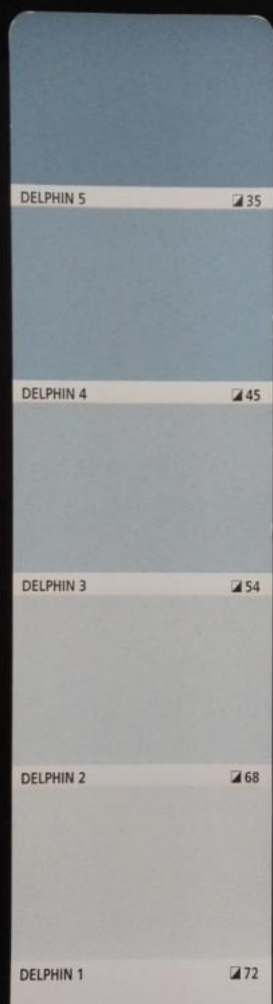 DELPHIN 5 ◪ 35
DELPHIN 4 ◪ 45
DELPHIN 3 ◪ 54
DELPHIN 2 ◪ 68
DELPHIN 1 ◪ 72